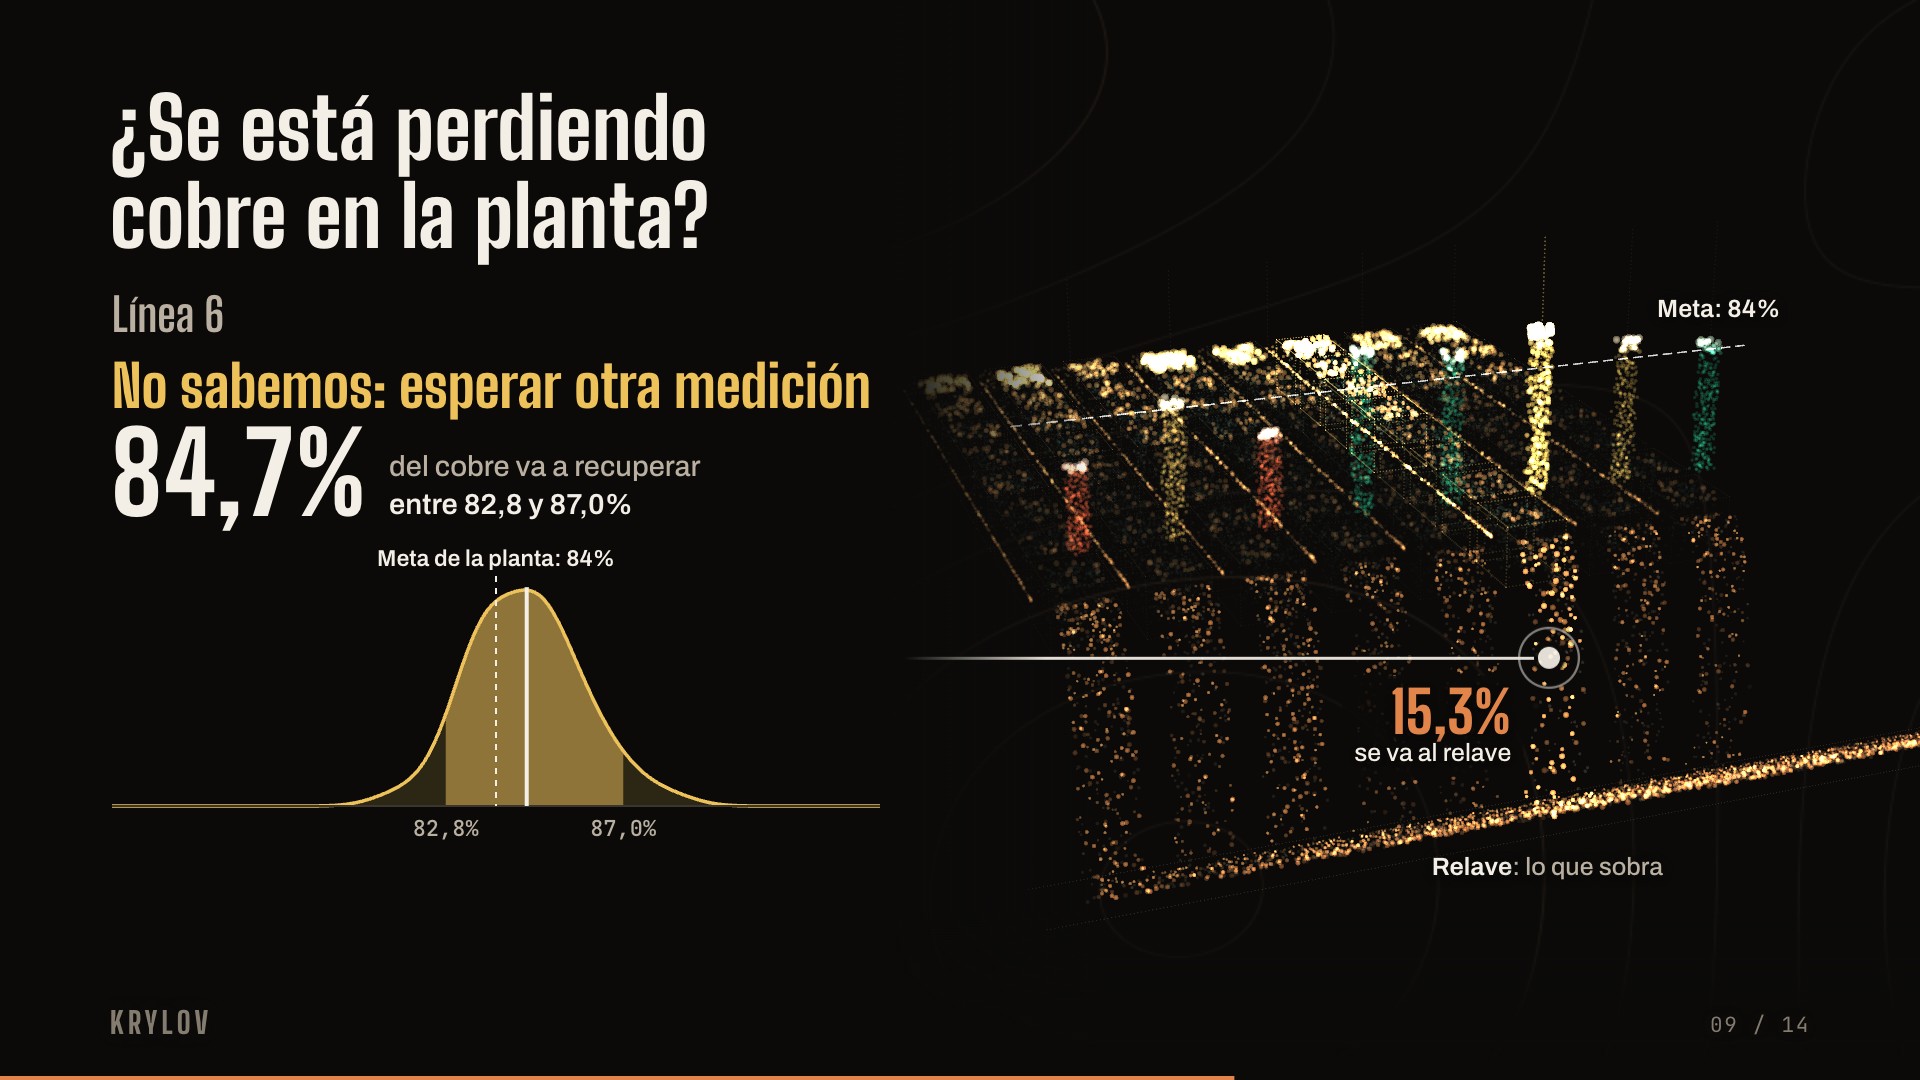 ¿Se está perdiendo
cobre en la planta?
Línea 6
No sabemos: esperar otra medición
84,7%
del cobre va a recuperar
entre 82,8 y 87,0%
Meta de la planta: 84%
82,8%
87,0%
Meta: 84%
15,3%
se va al relave
Relave: lo que sobra
KRYLOV
09 / 14